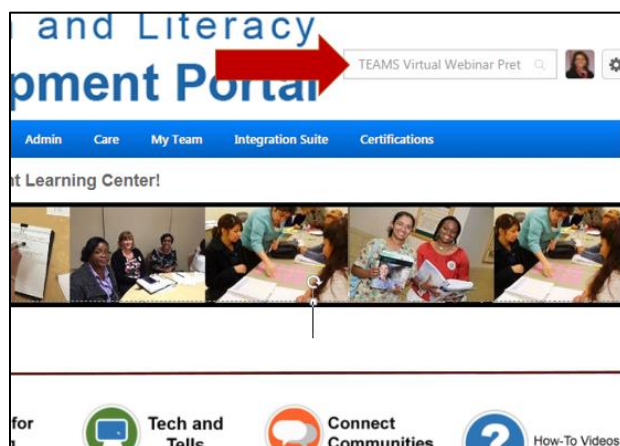 and Literacy
pment Portal
TEAMS Virtual Webinar Pret
Admin Care My Team Integration Suite Certifications
nt Learning Center!
for
Tech and
Tells
Connect
Communities
?
How-To Videos